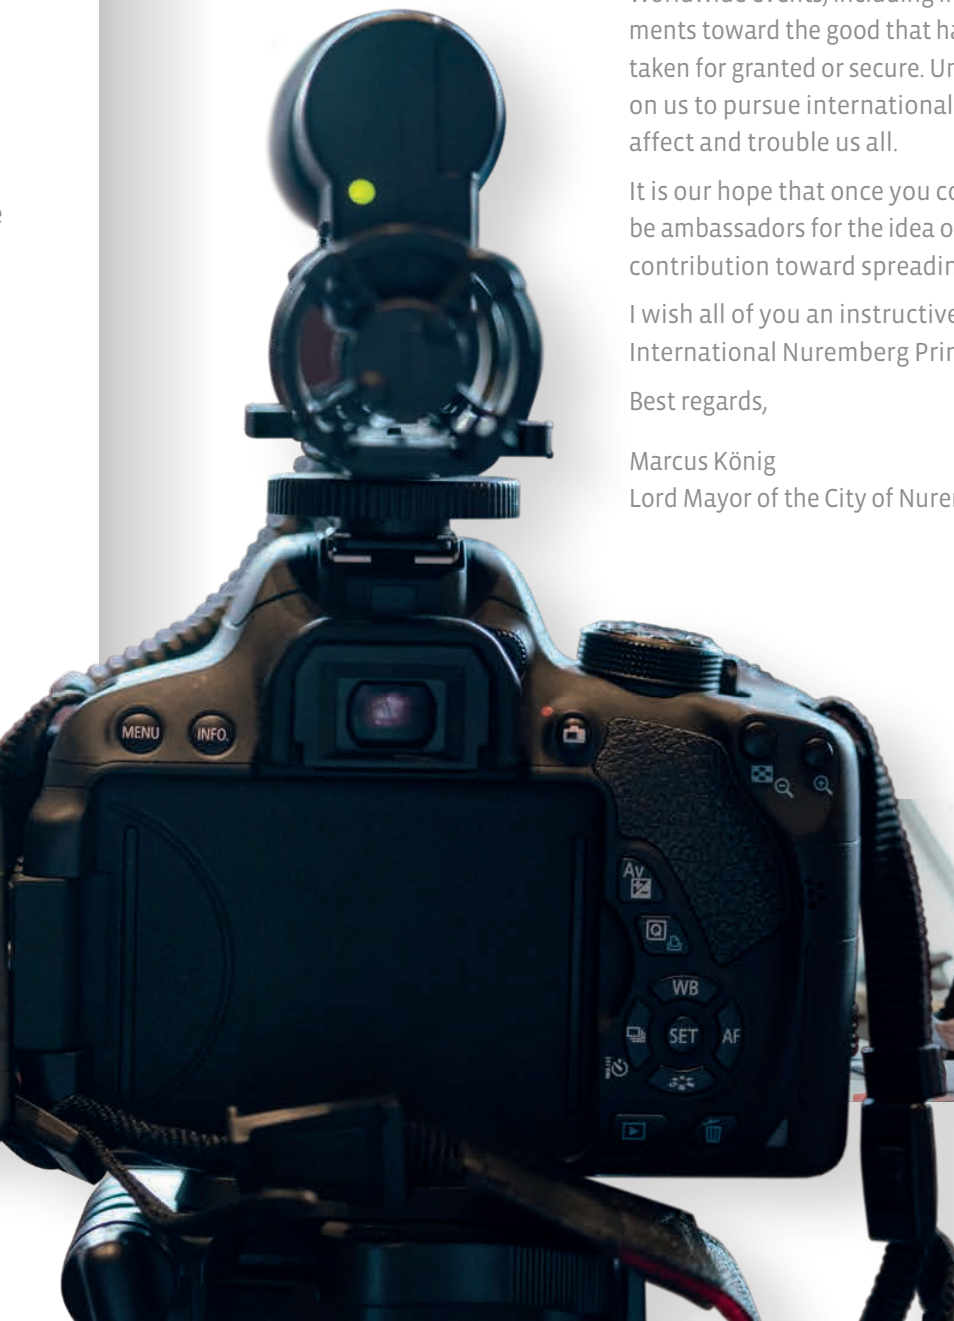 ments toward the good that ha
taken for granted or secure. Un
on us to pursue international
affect and trouble us all.
It is our hope that once you co
be ambassadors for the idea o
contribution toward spreadin
I wish all of you an instructive
International Nuremberg Prin
Best regards,
Marcus König
Lord Mayor of the City of Nurem
e
MENU
INFO.
Av
Q
WB
SET
AF